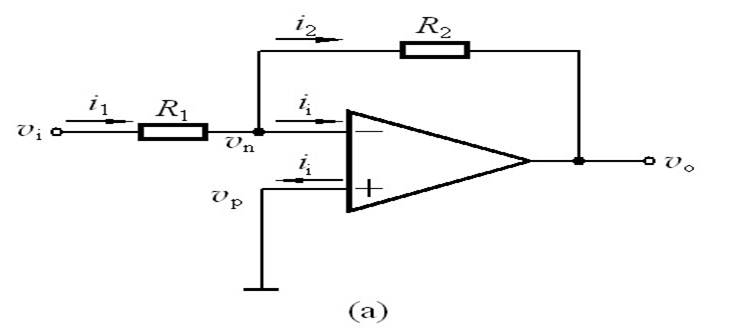 i2
R2
i1
R1
ii
vi
vn
−
vo
ii
vp
+
(a)